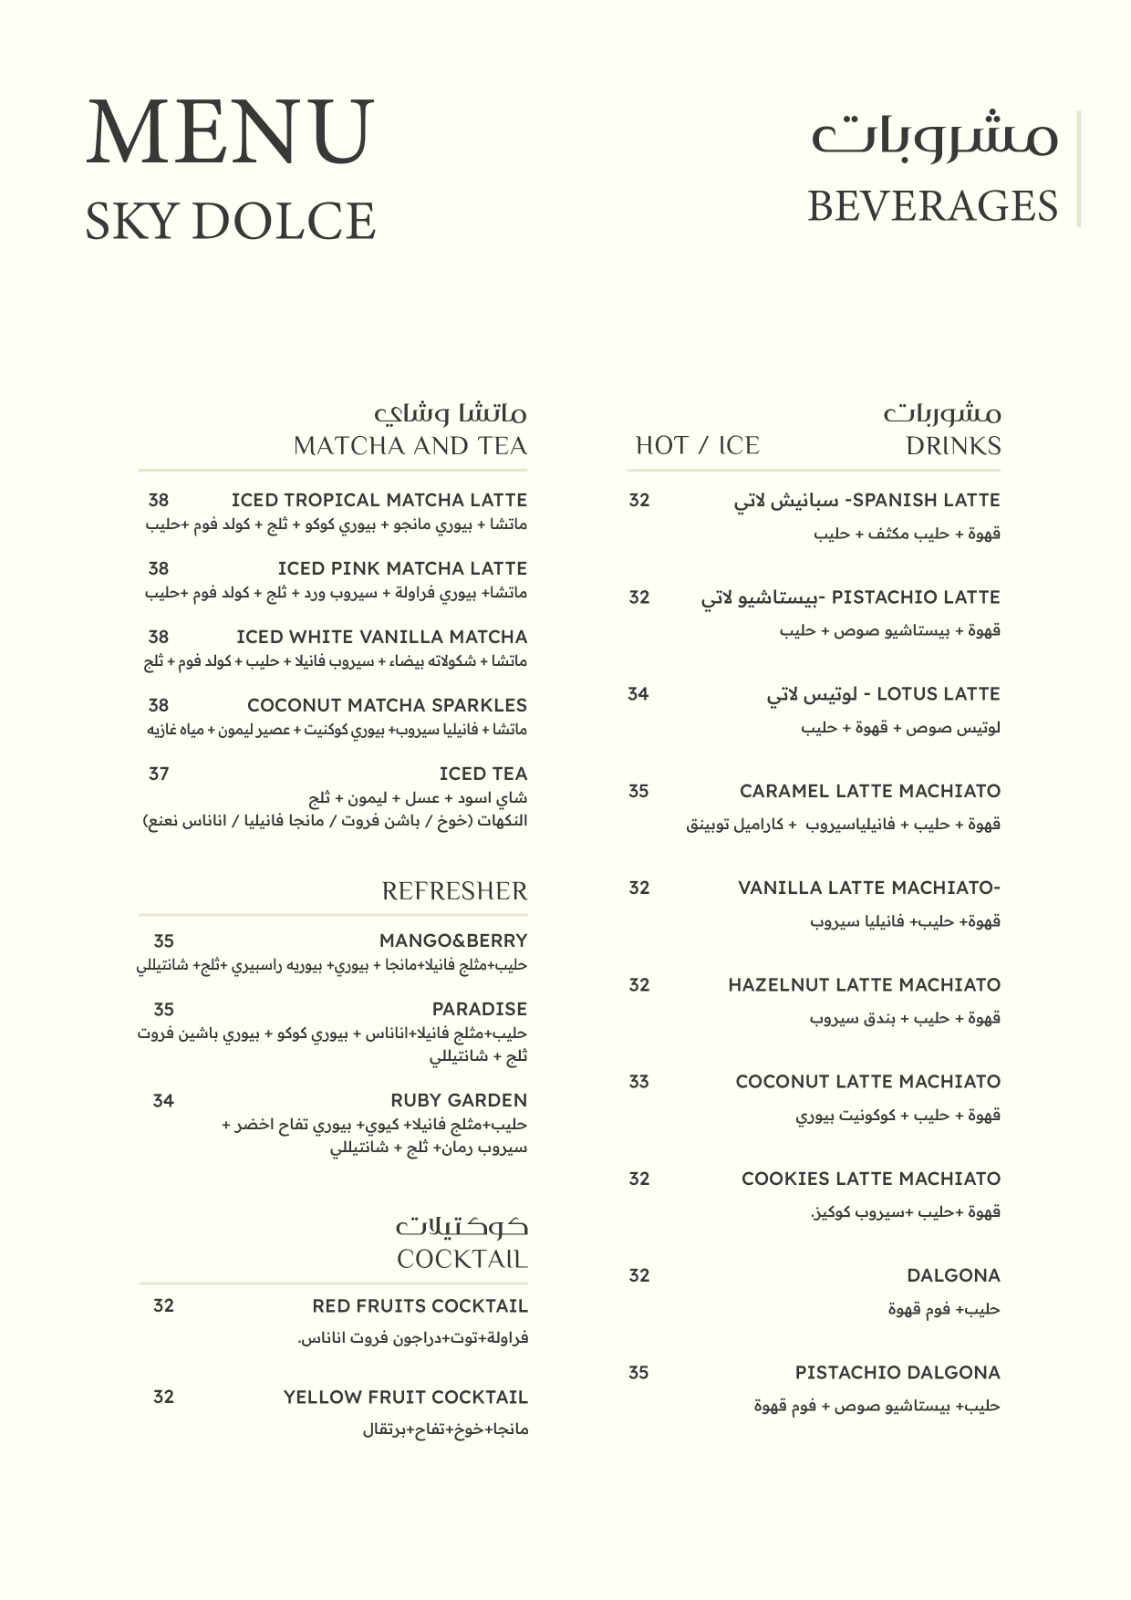 MENU
SKY DOLCE
مشروبات
BEVERAGES
مشوربات
HOT / ICE DRINKS
32 SPANISH LATTE- سبانيش لاتي
قهوة + حليب مكثف + حليب
32 PISTACHIO LATTE -بيستاشيو لاتي
قهوة + بيستاشيو صوص + حليب
34 LOTUS LATTE - لوتيس لاتي
لوتيس صوص + قهوة + حليب
35 CARAMEL LATTE MACHIATO
قهوة + حليب + فانيلياسيروب + كاراميل توبينق
32 VANILLA LATTE MACHIATO-
قهوة+ حليب+ فانيليا سيروب
32 HAZELNUT LATTE MACHIATO
قهوة + حليب + بندق سيروب
33 COCONUT LATTE MACHIATO
قهوة + حليب + كوكونيت بيوري
32 COOKIES LATTE MACHIATO
قهوة +حليب +سيروب كوكيز.
32 DALGONA
حليب+ فوم قهوة
35 PISTACHIO DALGONA
حليب+ بيستاشيو صوص + فوم قهوة
ماتشا وشاي
MATCHA AND TEA
38 ICED TROPICAL MATCHA LATTE
ماتشا + بيوري مانجو + بيوري كوكو + ثلج + كولد فوم +حليب
38 ICED PINK MATCHA LATTE
ماتشا+ بيوري فراولة + سيروب ورد + ثلج + كولد فوم +حليب
38 ICED WHITE VANILLA MATCHA
ماتشا + شكولاته بيضاء + سيروب فانيلا + حليب + كولد فوم + ثلج
38 COCONUT MATCHA SPARKLES
ماتشا + فانيليا سيروب+ بيوري كوكنيت + عصير ليمون + مياه غازيه
37 ICED TEA
شاي اسود + عسل + ليمون + ثلج
النكهات (خوخ / باشن فروت / مانجا فانيليا / اناناس نعنع)
REFRESHER
35 MANGO&BERRY
حليب+مثلج فانيلا+مانجا + بيوري+ بيوريه راسبيري +ثلج+ شانتيللي
35 PARADISE
حليب+مثلج فانيلا+اناناس + بيوري كوكو + بيوري باشين فروت
ثلج + شانتيللي
34 RUBY GARDEN
حليب+مثلج فانيلا+ كيوي+ بيوري تفاح اخضر +
سيروب رمان+ ثلج + شانتيللي
كوكتيلات
COCKTAIL
32 RED FRUITS COCKTAIL
فراولة+توت+دراجون فروت اناناس.
32 YELLOW FRUIT COCKTAIL
مانجا+خوخ+تفاح+برتقال